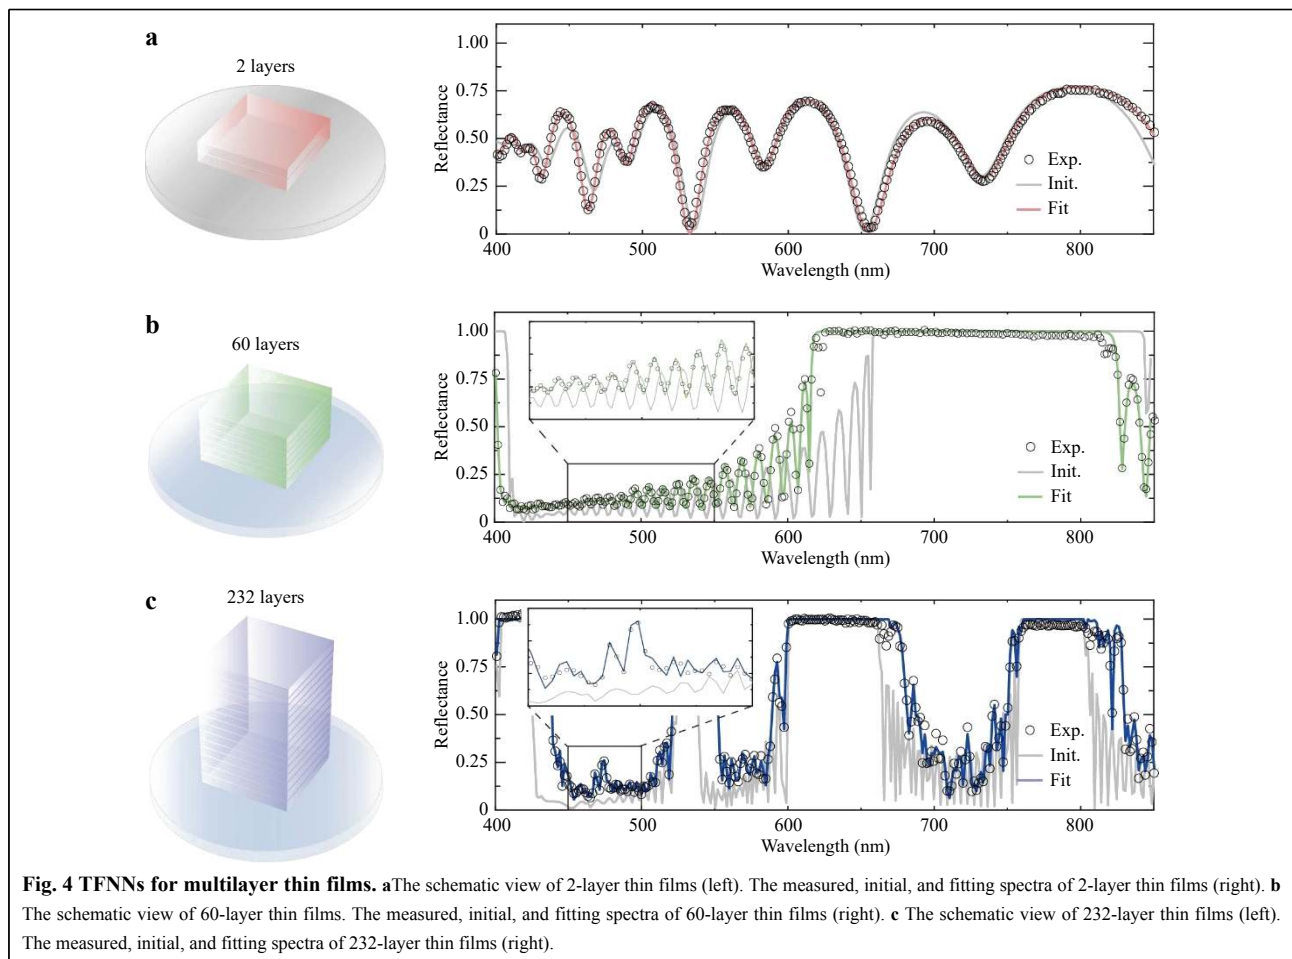 a
2 layers
1.00
0.75
0.50
0.25
0
Reflectance
Exp.
Init.
Fit
400 500 600 700 800
Wavelength (nm)
b
60 layers
1.00
0.75
0.50
0.25
0
Reflectance
Exp.
Init.
Fit
400 500 600 700 800
Wavelength (nm)
c
232 layers
1.00
0.75
0.50
0.25
0
Reflectance
Exp.
Init.
Fit
400 500 600 700 800
Wavelength (nm)
Fig. 4 TFNNs for multilayer thin films. aThe schematic view of 2-layer thin films (left). The measured, initial, and fitting spectra of 2-layer thin films (right). b
The schematic view of 60-layer thin films. The measured, initial, and fitting spectra of 60-layer thin films (right). c The schematic view of 232-layer thin films (left).
The measured, initial, and fitting spectra of 232-layer thin films (right).